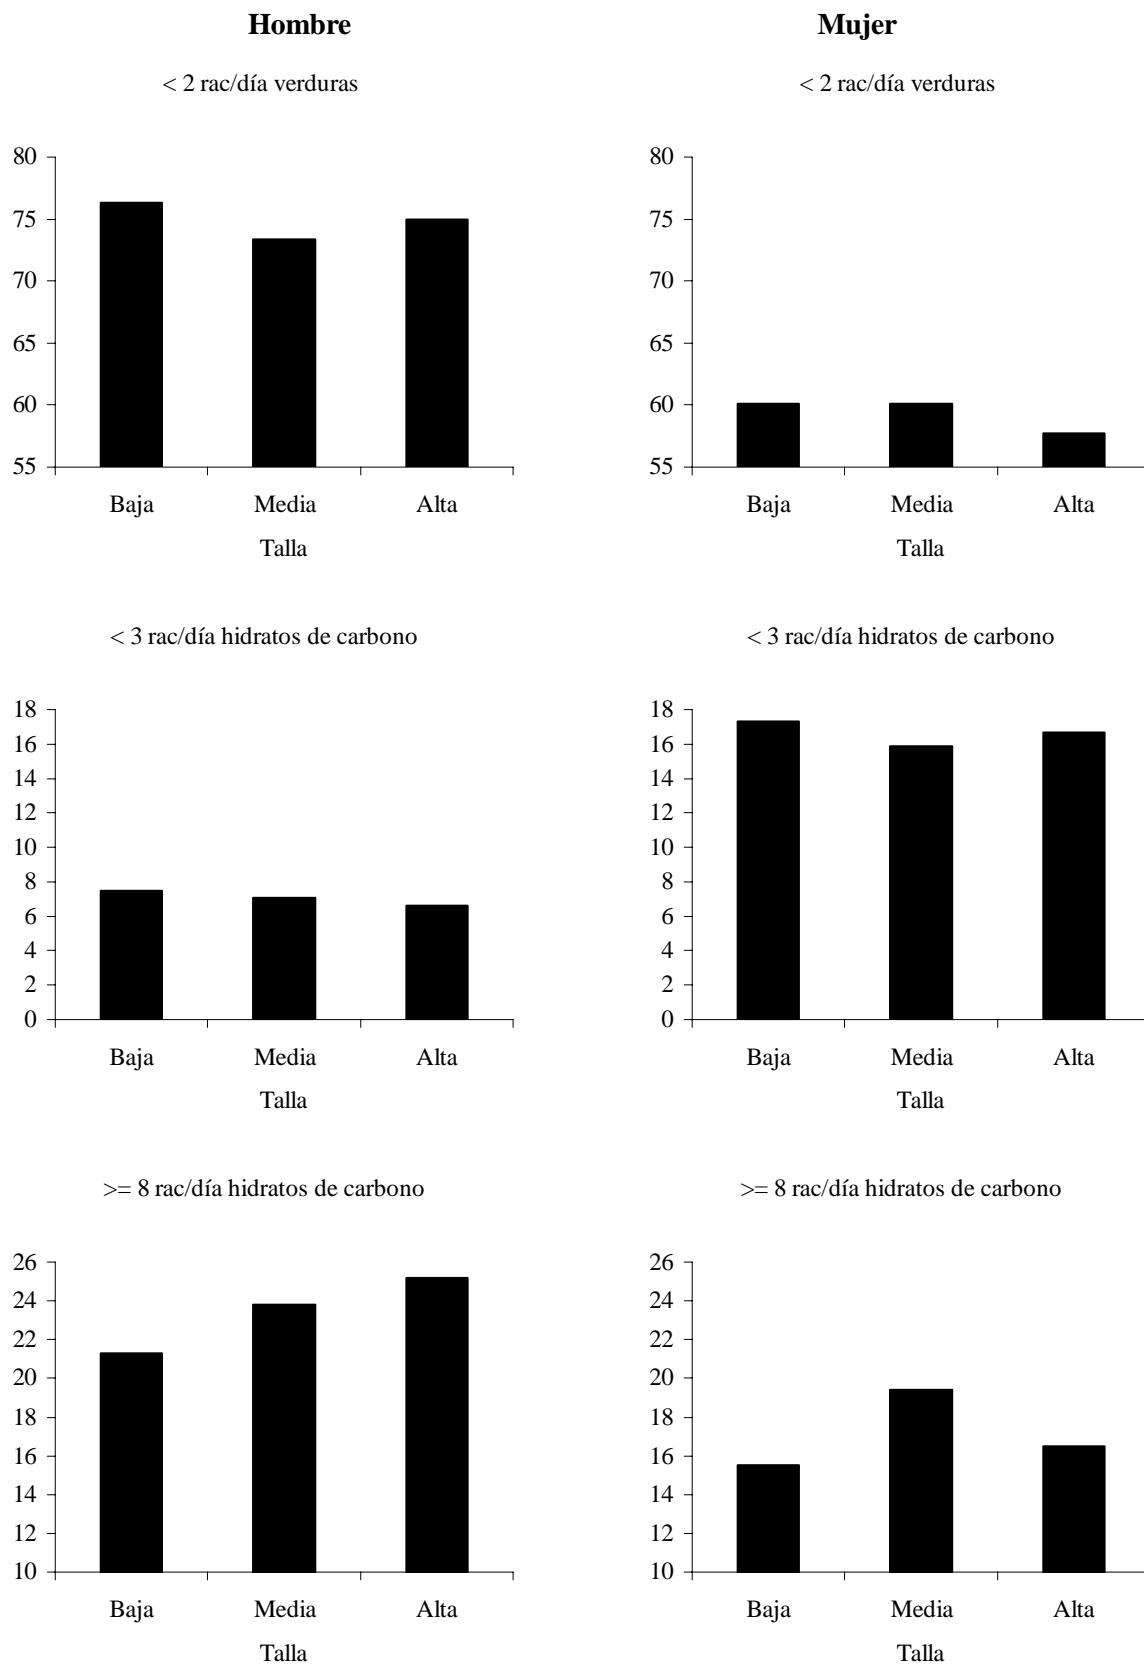 Hombre
Mujer
< 2 rac/día verduras
< 2 rac/día verduras
80
75
70
65
60
55
Baja Media Alta
Talla
80
75
70
65
60
55
Baja Media Alta
Talla
< 3 rac/día hidratos de carbono
< 3 rac/día hidratos de carbono
18
16
14
12
10
8
6
4
2
0
Baja Media Alta
Talla
18
16
14
12
10
8
6
4
2
0
Baja Media Alta
Talla
>= 8 rac/día hidratos de carbono
>= 8 rac/día hidratos de carbono
26
24
22
20
18
16
14
12
10
Baja Media Alta
Talla
26
24
22
20
18
16
14
12
10
Baja Media Alta
Talla